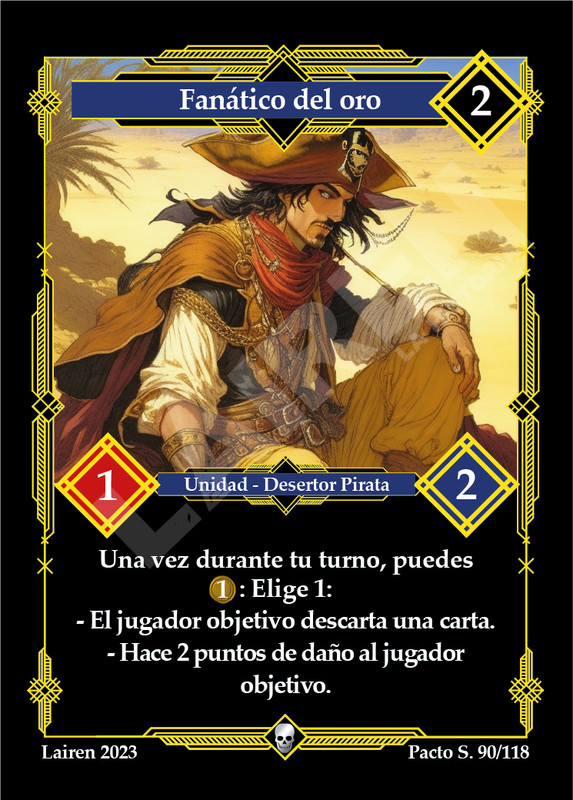 Fanático del oro
2
1
Unidad - Desertor Pirata
2
Una vez durante tu turno, puedes
1 : Elige 1:
- El jugador objetivo descarta una carta.
- Hace 2 puntos de daño al jugador
objetivo.
Lairen 2023
Pacto S. 90/118